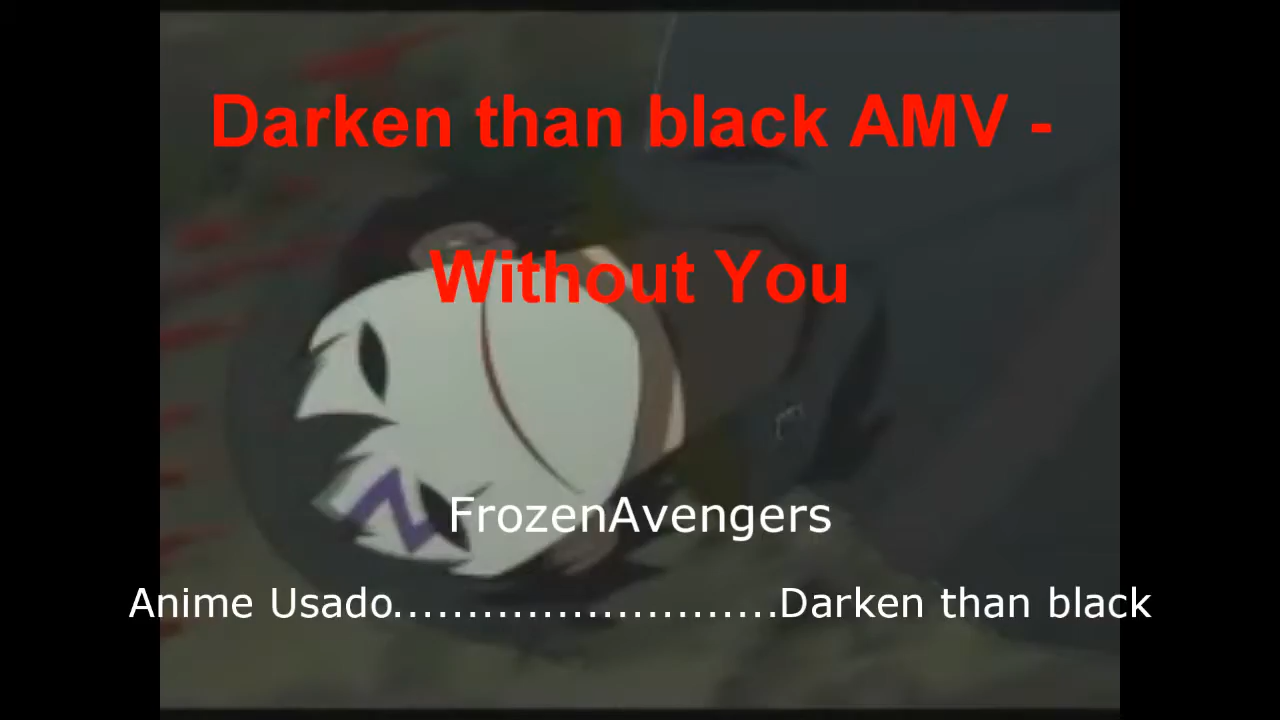 Darken than black AMV -
Without You
FrozenAvengers
Anime Usado..........................Darken than black